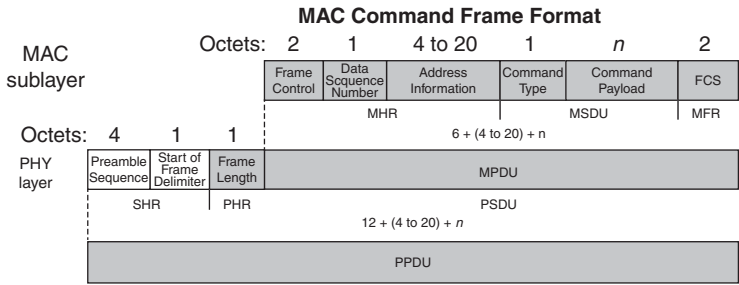 MAC Command Frame Format
MAC sublayer
Octets: 2 1 4 to 20 1 n 2
Frame Control
Data Scquence Number
Address Information
Command Type
Command Payload
FCS
MHR MSDU MFR
6 + (4 to 20) + n
Octets: 4 1 1
PHY layer
Preamble Sequence
Start of Frame Delimiter
Frame Length
MPDU
SHR PHR PSDU
12 + (4 to 20) + n
PPDU